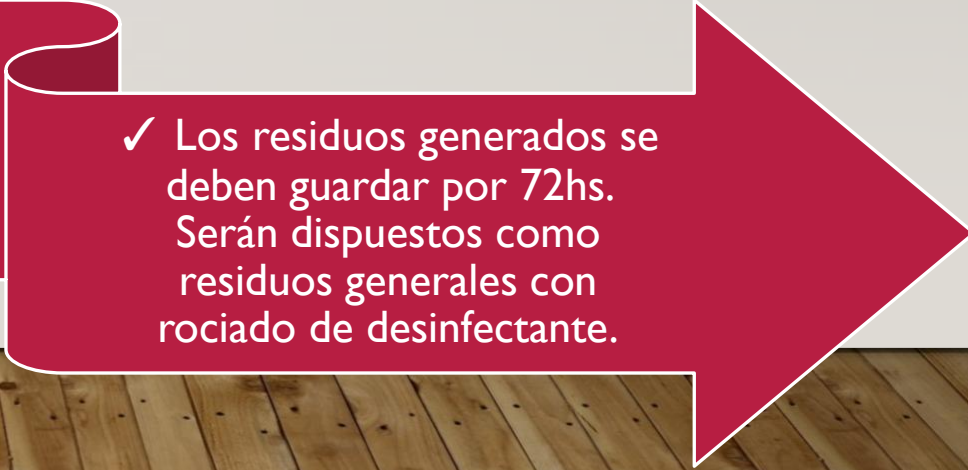 ✓ Los residuos generados se
deben guardar por 72hs.
Serán dispuestos como
residuos generales con
rociado de desinfectante.